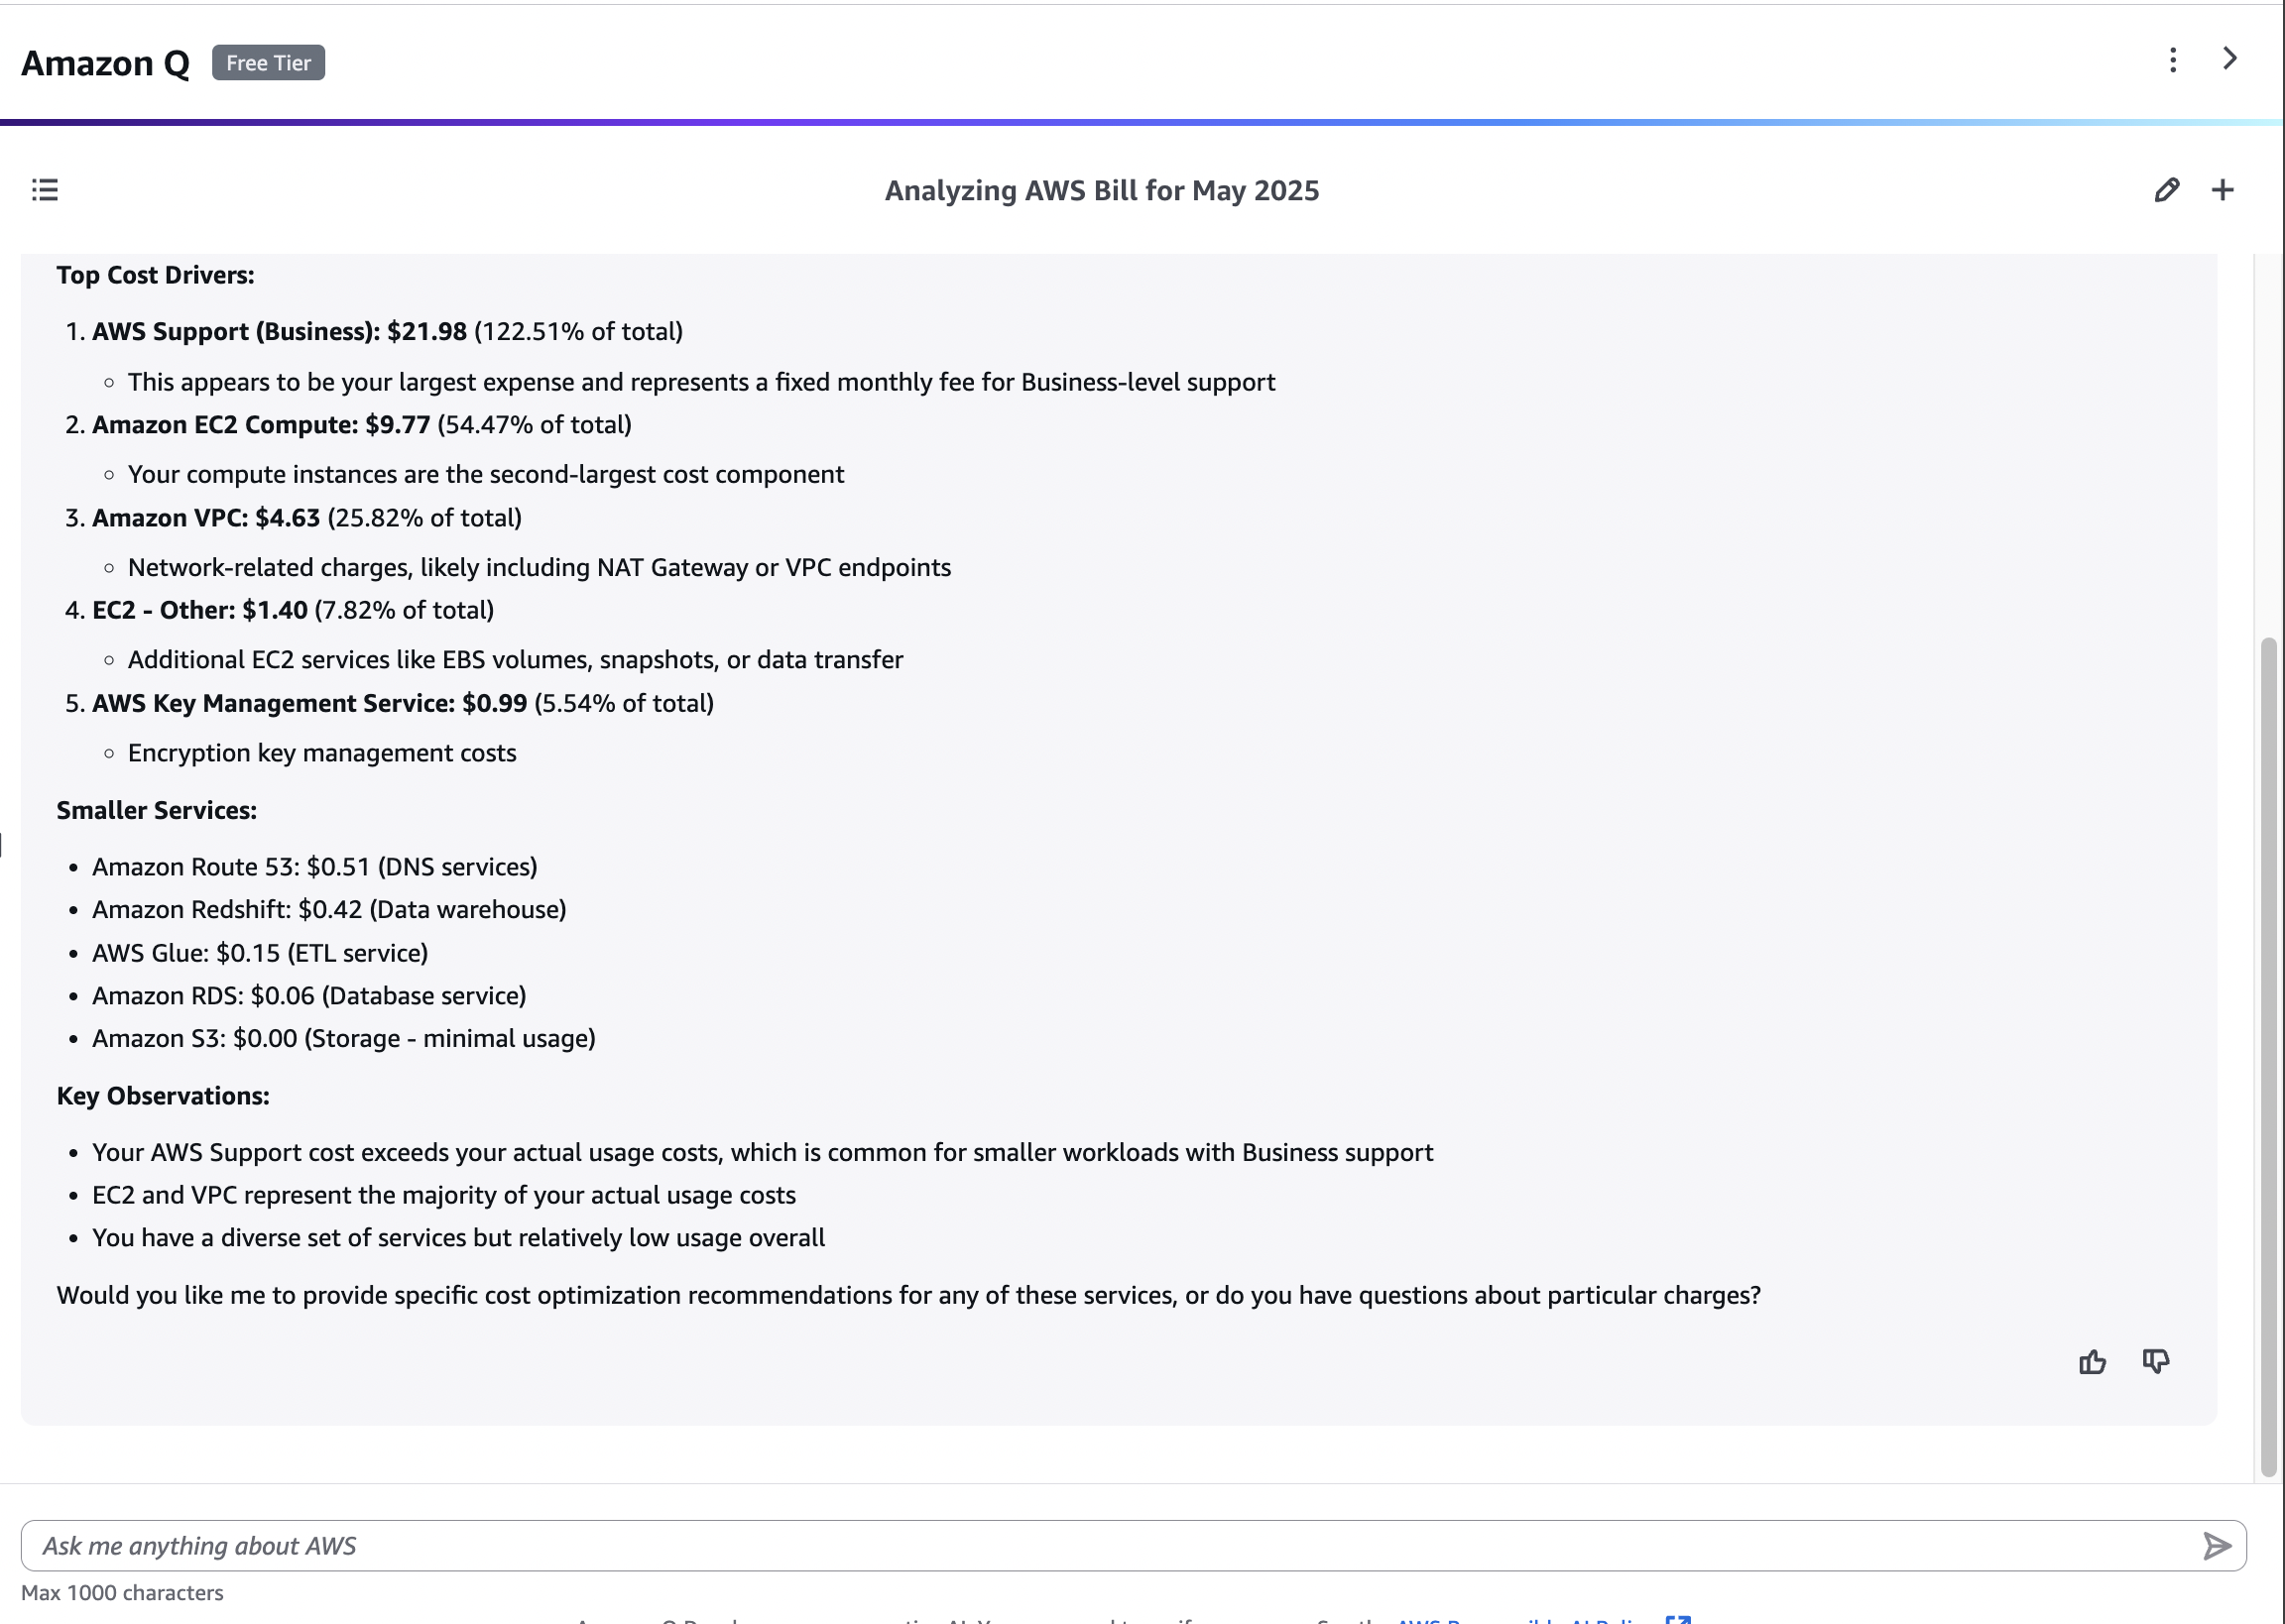 Amazon Q Free Tier
Analyzing AWS Bill for May 2025
Top Cost Drivers:
1. AWS Support (Business): $21.98 (122.51% of total)
This appears to be your largest expense and represents a fixed monthly fee for Business-level support
2. Amazon EC2 Compute: $9.77 (54.47% of total)
Your compute instances are the second-largest cost component
3. Amazon VPC: $4.63 (25.82% of total)
Network-related charges, likely including NAT Gateway or VPC endpoints
4. EC2 - Other: $1.40 (7.82% of total)
Additional EC2 services like EBS volumes, snapshots, or data transfer
5. AWS Key Management Service: $0.99 (5.54% of total)
Encryption key management costs
Smaller Services:
Amazon Route 53: $0.51 (DNS services)
Amazon Redshift: $0.42 (Data warehouse)
AWS Glue: $0.15 (ETL service)
Amazon RDS: $0.06 (Database service)
Amazon S3: $0.00 (Storage - minimal usage)
Key Observations:
Your AWS Support cost exceeds your actual usage costs, which is common for smaller workloads with Business support
EC2 and VPC represent the majority of your actual usage costs
You have a diverse set of services but relatively low usage overall
Would you like me to provide specific cost optimization recommendations for any of these services, or do you have questions about particular charges?
Ask me anything about AWS
Max 1000 characters